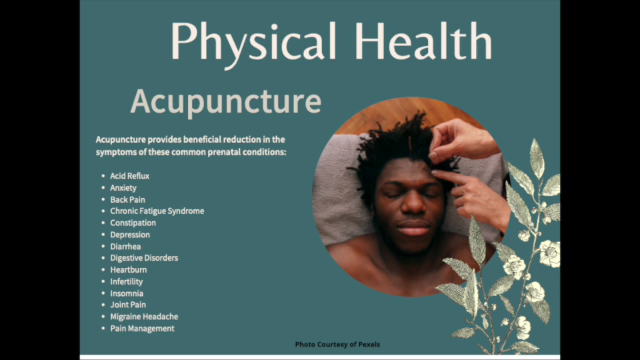 Physical Health
Acupuncture
Acupuncture provides beneficial reduction in the
symptoms of these common prenatal conditions:
• Acid Reflux
• Anxiety
• Back Pain
• Chronic Fatigue Syndrome
• Constipation
• Depression
• Diarrhea
• Digestive Disorders
• Heartburn
• Infertility
• Insomnia
• Joint Pain
• Migraine Headache
• Pain Management
Photo Courtesy of Pexels